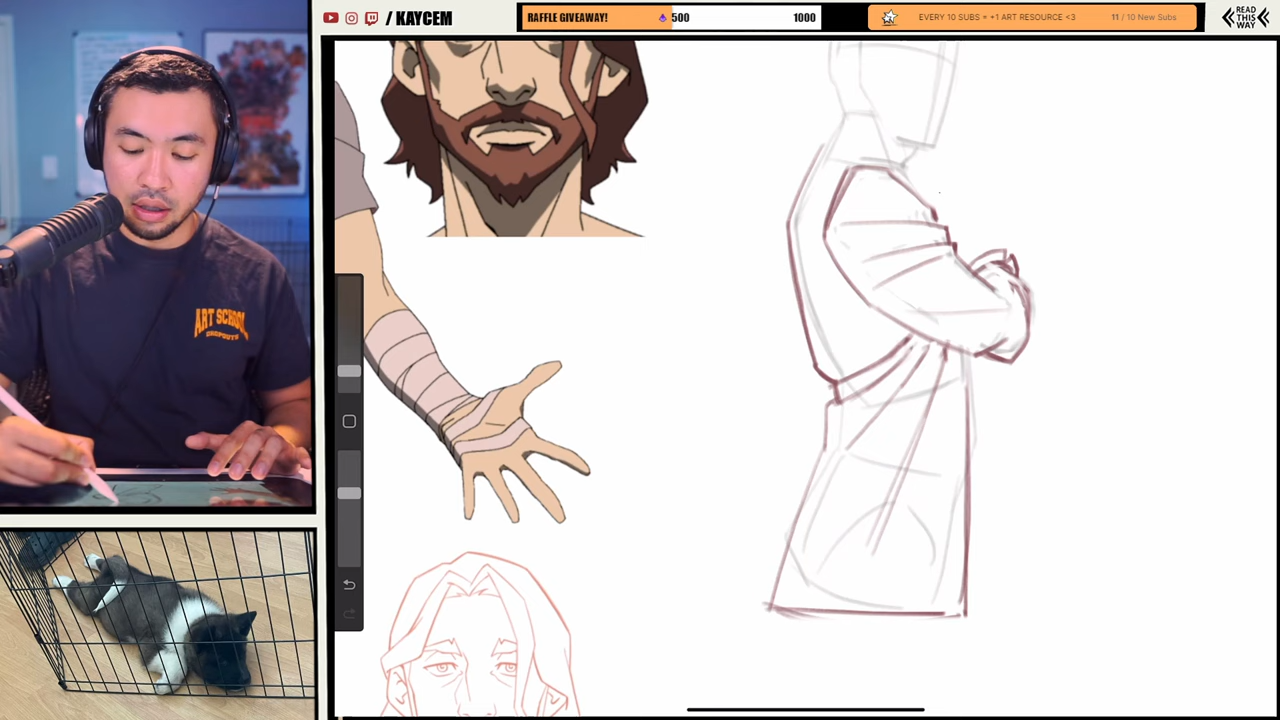 / KAYCEM
RAFFLE GIVEAWAY!
500
1000
EVERY 10 SUBS = +1 ART RESOURCE <3
11 / 10 New Subs
READ
THIS
WAY
ART SCHOOL
DROPOUTS